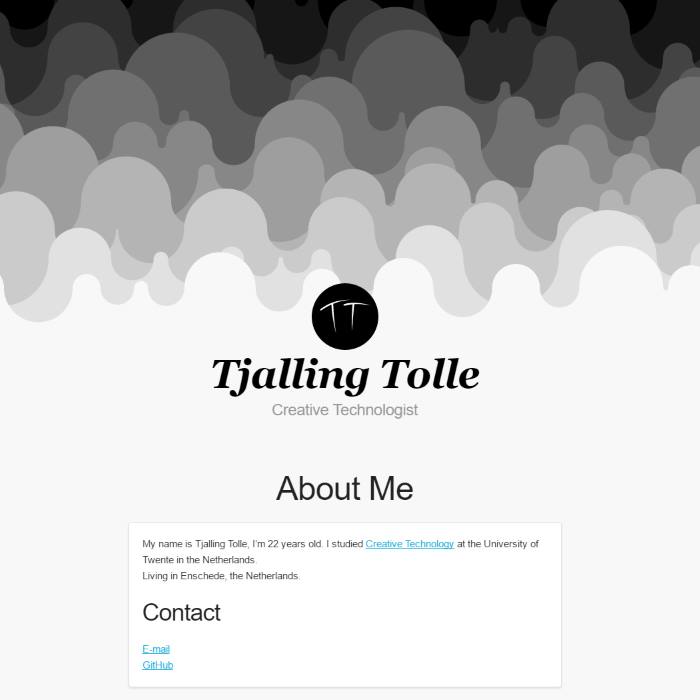 TT
Tjalling Tolle
Creative Technologist
About Me
My name is Tjalling Tolle, I'm 22 years old. I studied Creative Technology at the University of
Twente in the Netherlands.
Living in Enschede, the Netherlands.
Contact
E-mail
GitHub